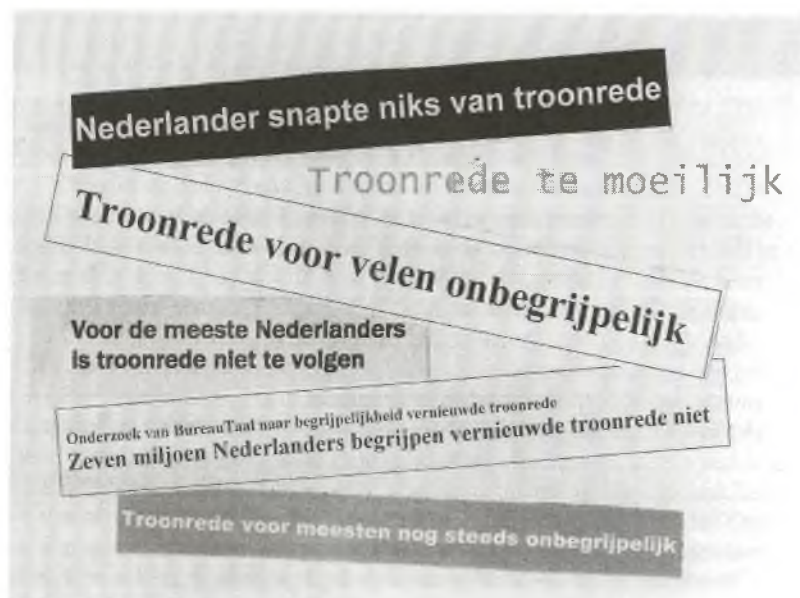 Nederlander snapte niks van troonrede
Troonrede te moeilijk
Troonrede voor velen onbegrijpelijk
Voor de meeste Nederlanders
is troonrede niet te volgen
Onderzoek van BureauTaal naar begrijpelijkheid vernieuwde troonrede
Zeven miljoen Nederlanders begrijpen vernieuwde troonrede niet
Troonrede voor meesten nog steeds onbegrijpelijk